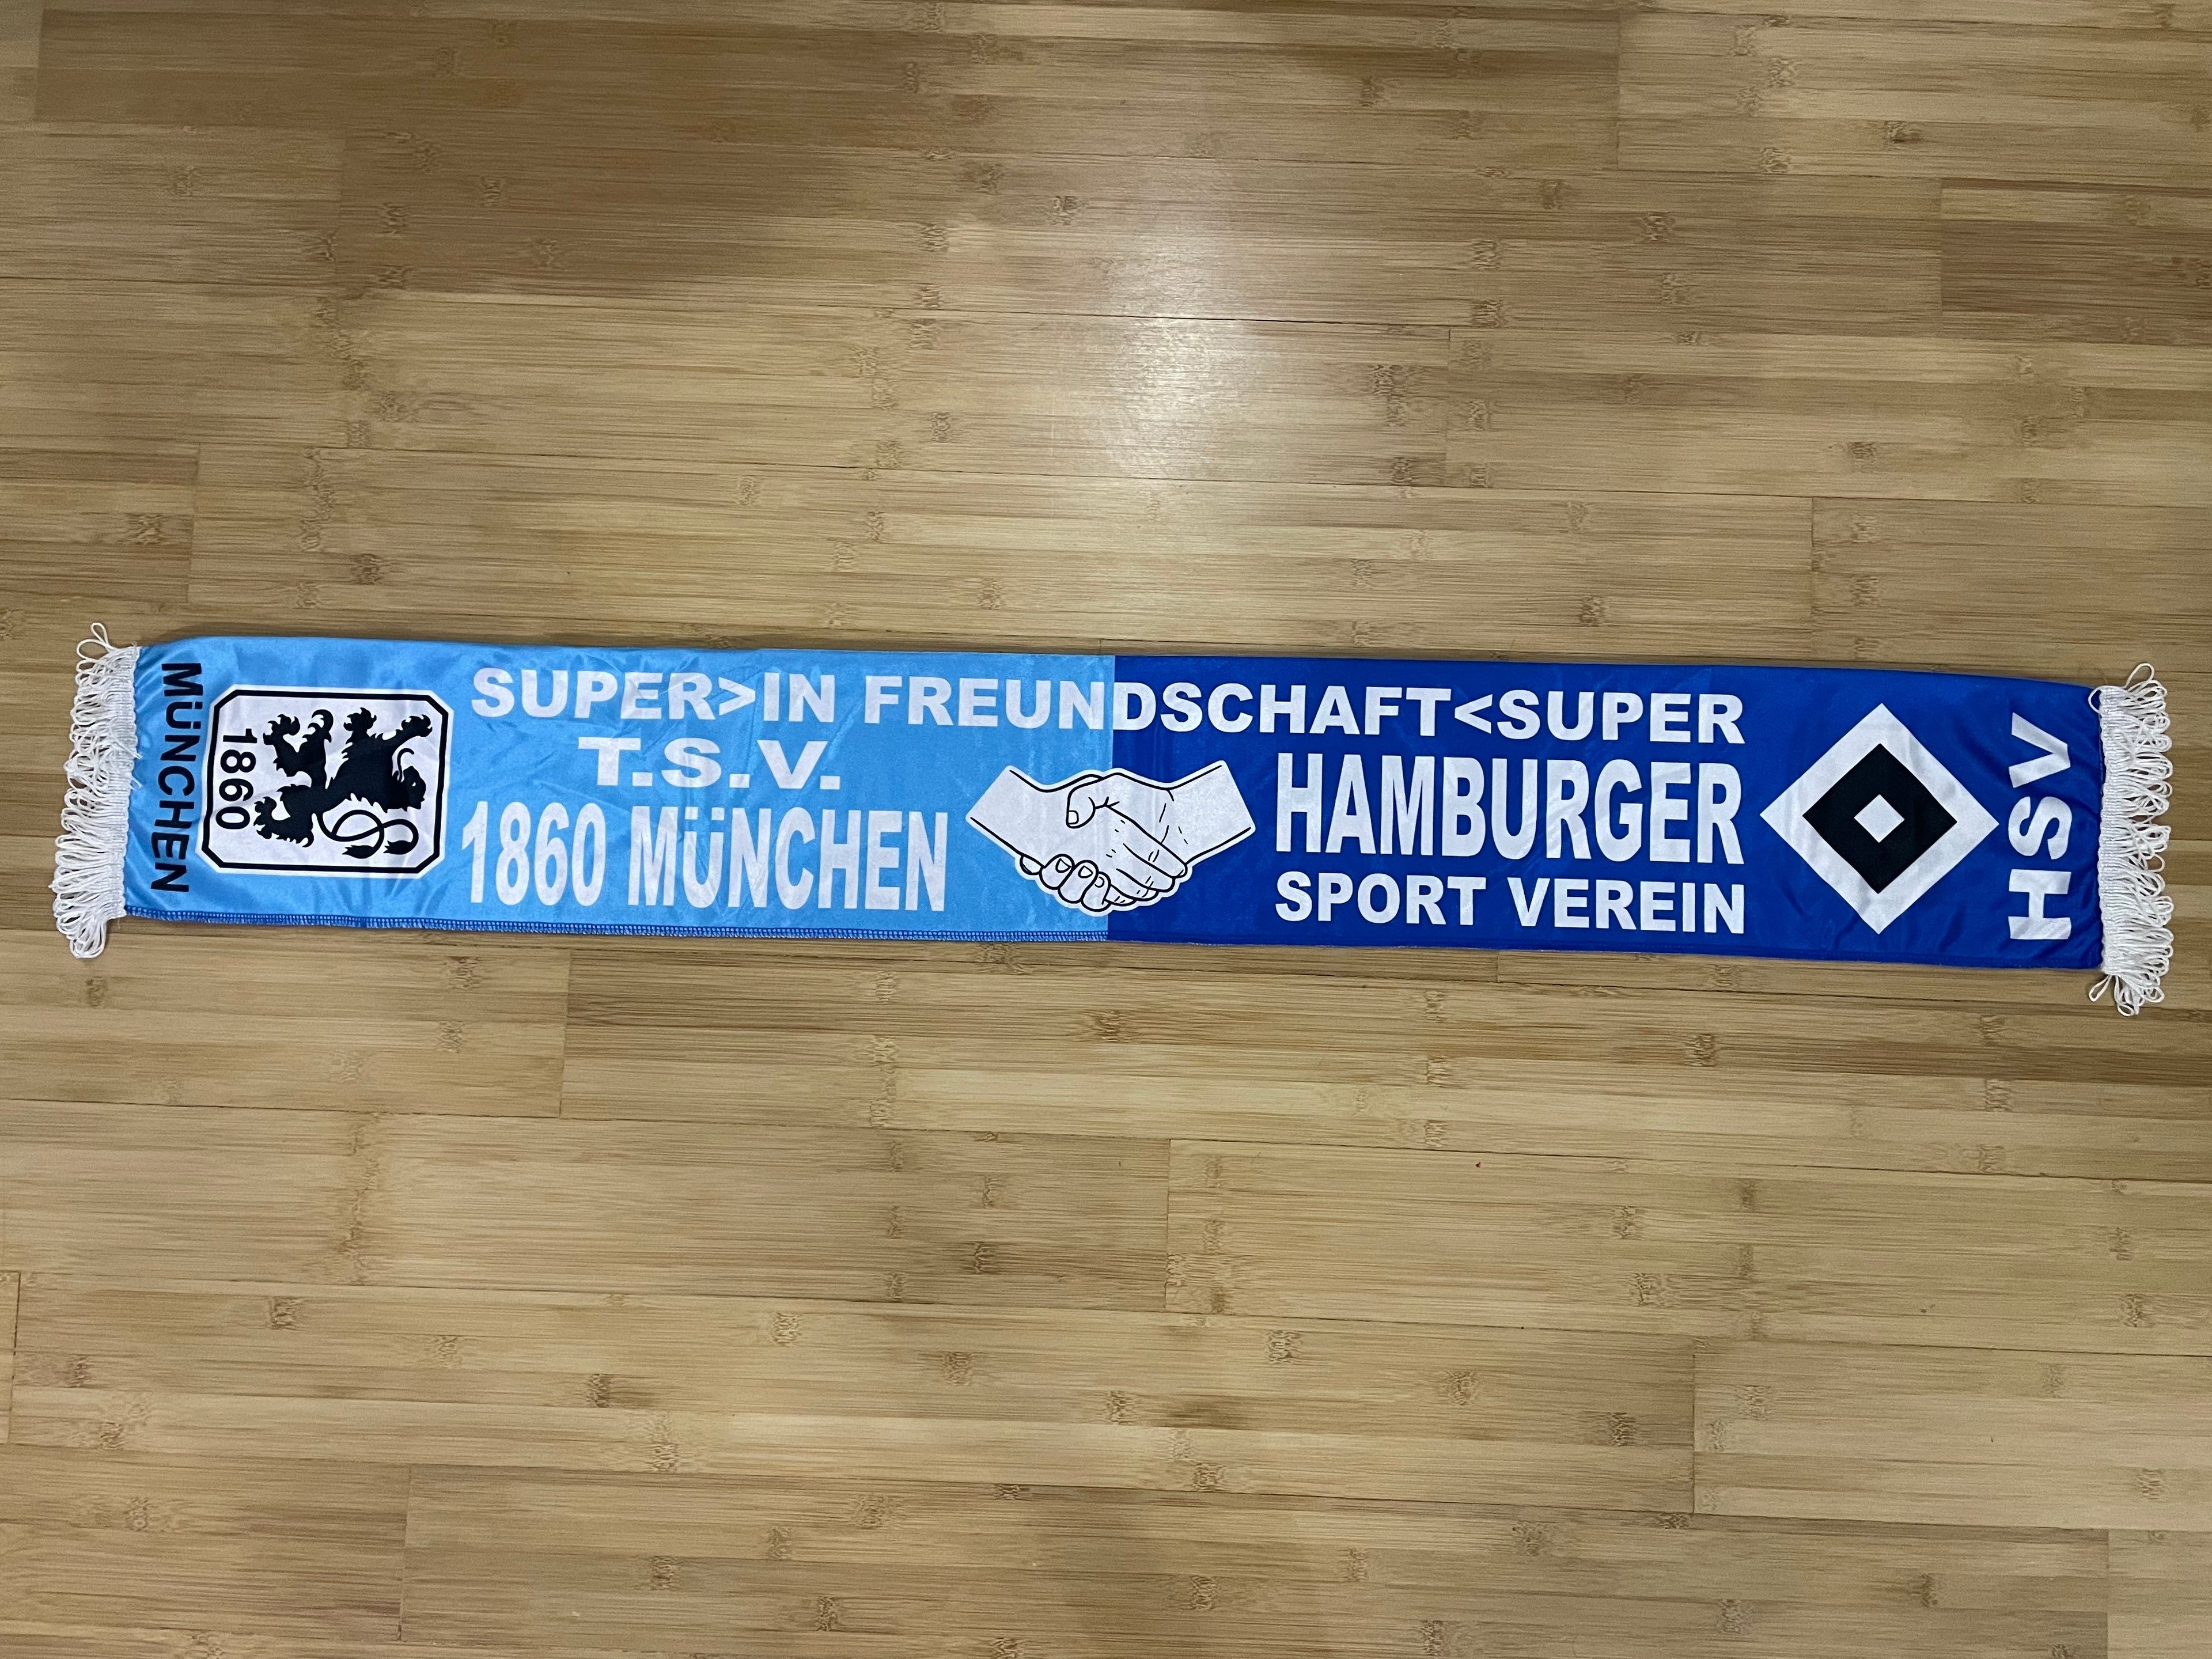 MüNCHEN
1860
SUPER>IN FREUNDSCHAFT<SUPER
T.S.V.
1860 MüNCHEN
HAMBURGER
SPORT VEREIN
HSV